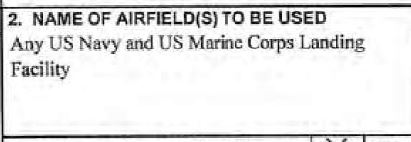 2. NAME OF AIRFIELD(S) TO BE USED
Any US Navy and US Marine Corps Landing
Facility